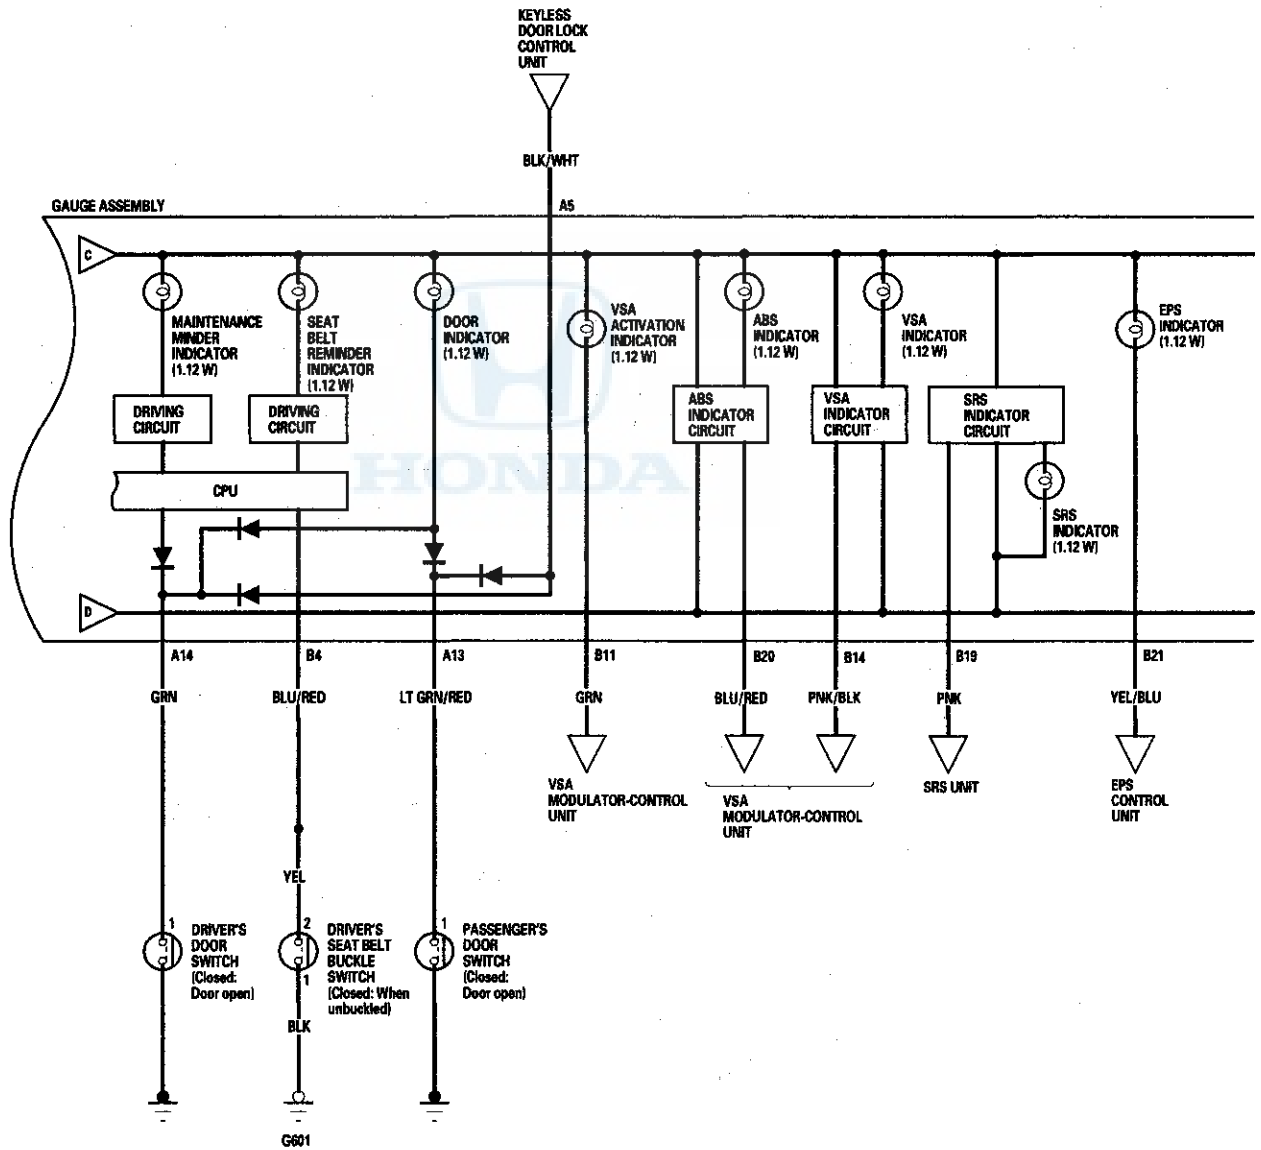 KEYLESS
DOOR LOCK
CONTROL
UNIT
BLK/WHT
GAUGE ASSEMBLY
A5
C
MAINTENANCE
MINDER
INDICATOR
(1.12 W)
SEAT
BELT
REMINDER
INDICATOR
(1.12 W)
DOOR
INDICATOR
(1.12 W)
VSA
ACTIVATION
INDICATOR
(1.12 W)
ABS
INDICATOR
(1.12 W)
VSA
INDICATOR
(1.12 W)
EPS
INDICATOR
(1.12 W)
DRIVING
CIRCUIT
DRIVING
CIRCUIT
ABS
INDICATOR
CIRCUIT
VSA
INDICATOR
CIRCUIT
SRS
INDICATOR
CIRCUIT
HONDA
CPU
SRS
INDICATOR
(1.12 W)
D
A14
B4
A13
B11
B20
B14
B19
B21
GRN
BLU/RED
LT GRN/RED
GRN
BLU/RED
PNK/BLK
PNK
YEL/BLU
VSA
MODULATOR-CONTROL
UNIT
VSA
MODULATOR-CONTROL
UNIT
SRS UNIT
EPS
CONTROL
UNIT
YEL
1
DRIVER'S
DOOR
SWITCH
(Closed:
Door open)
2
DRIVER'S
SEAT BELT
BUCKLE
SWITCH
(Closed: When
unbuckled)
1
1
PASSENGER'S
DOOR
SWITCH
(Closed:
Door open)
BLK
G601